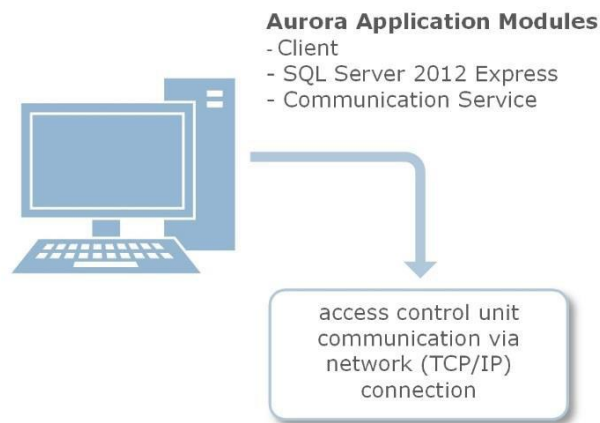 Aurora Application Modules
- Client
- SQL Server 2012 Express
- Communication Service
access control unit
communication via
network (TCP/IP)
connection